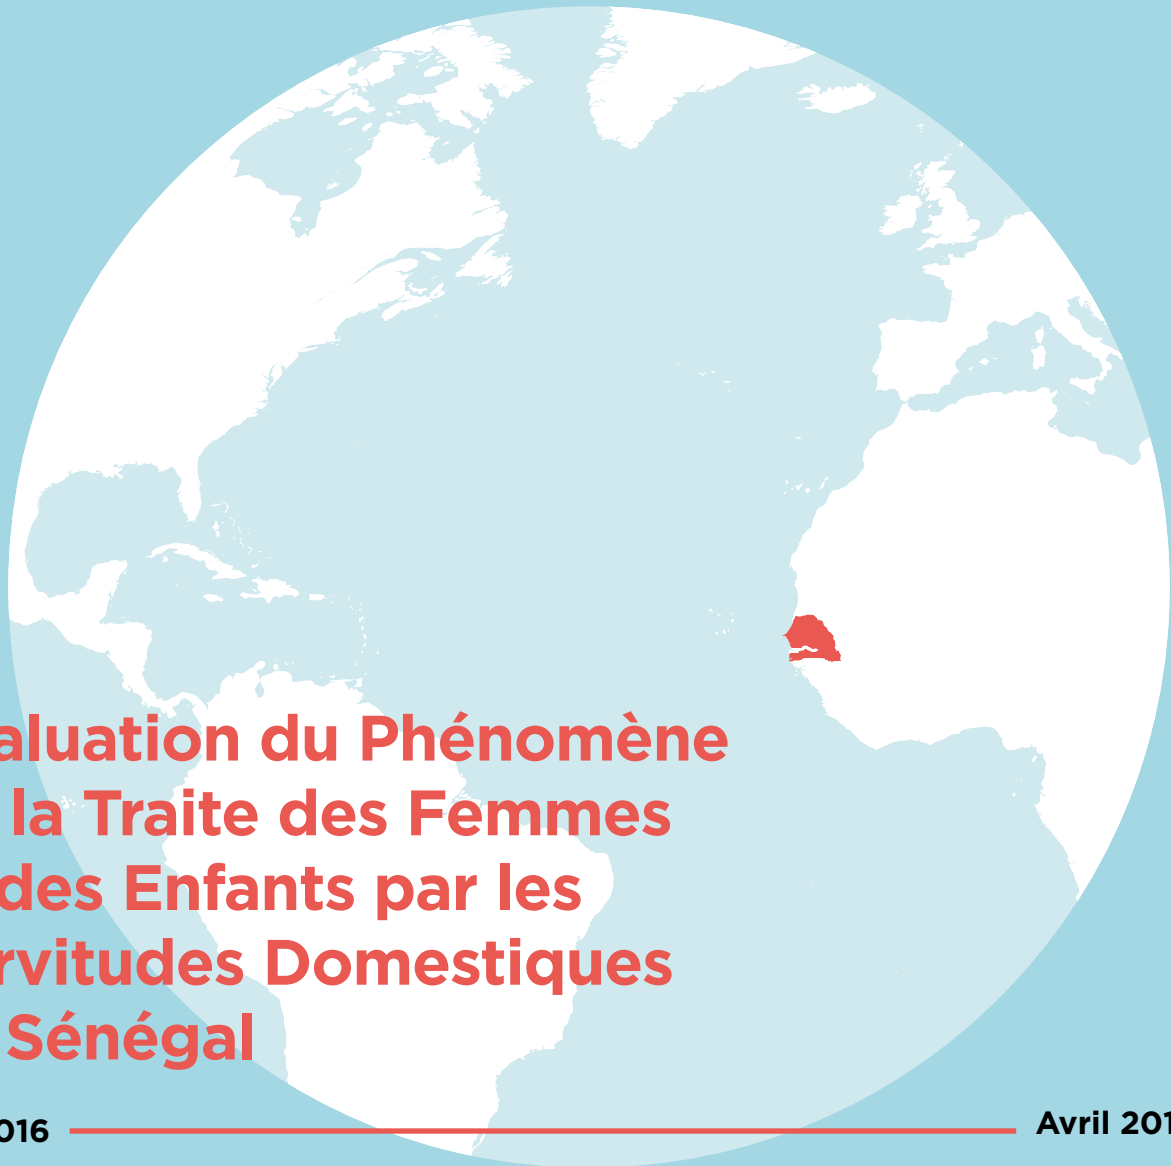 aluation du Phénomène
la Traite des Femmes
des Enfants par les
rvitudes Domestiques
Sénégal
016
Avril 201